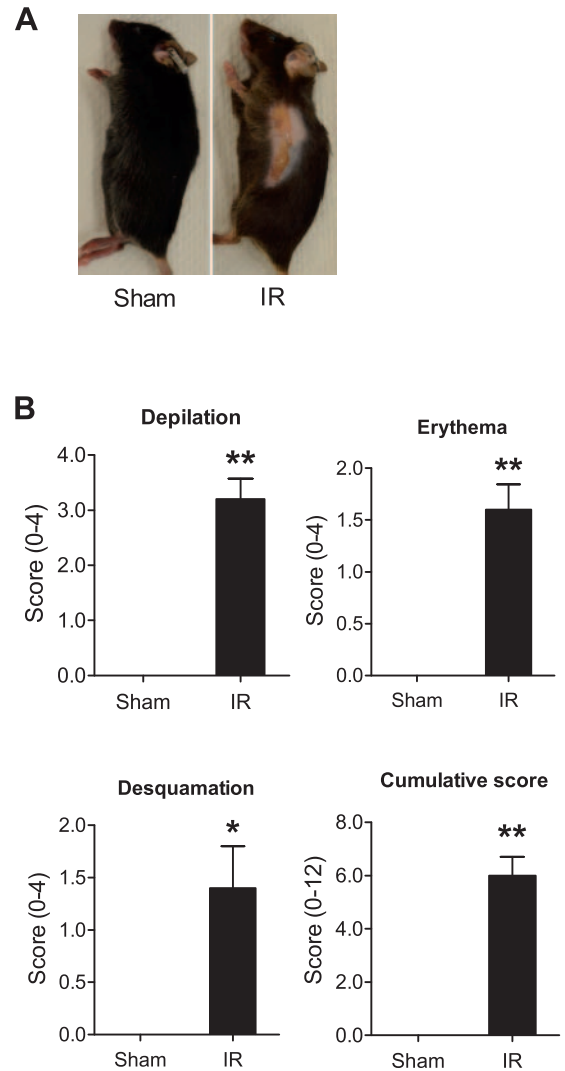 A
Sham IR
B
Depilation
Score (0-4)
4.0
3.0
2.0
1.0
0.0
**
Sham IR
Erythema
Score (0-4)
2.0
1.5
1.0
0.5
0.0
**
Sham IR
Desquamation
Score (0-4)
2.0
1.5
1.0
0.5
0.0
*
Sham IR
Cumulative score
Score (0-12)
8.0
6.0
4.0
2.0
0.0
**
Sham IR